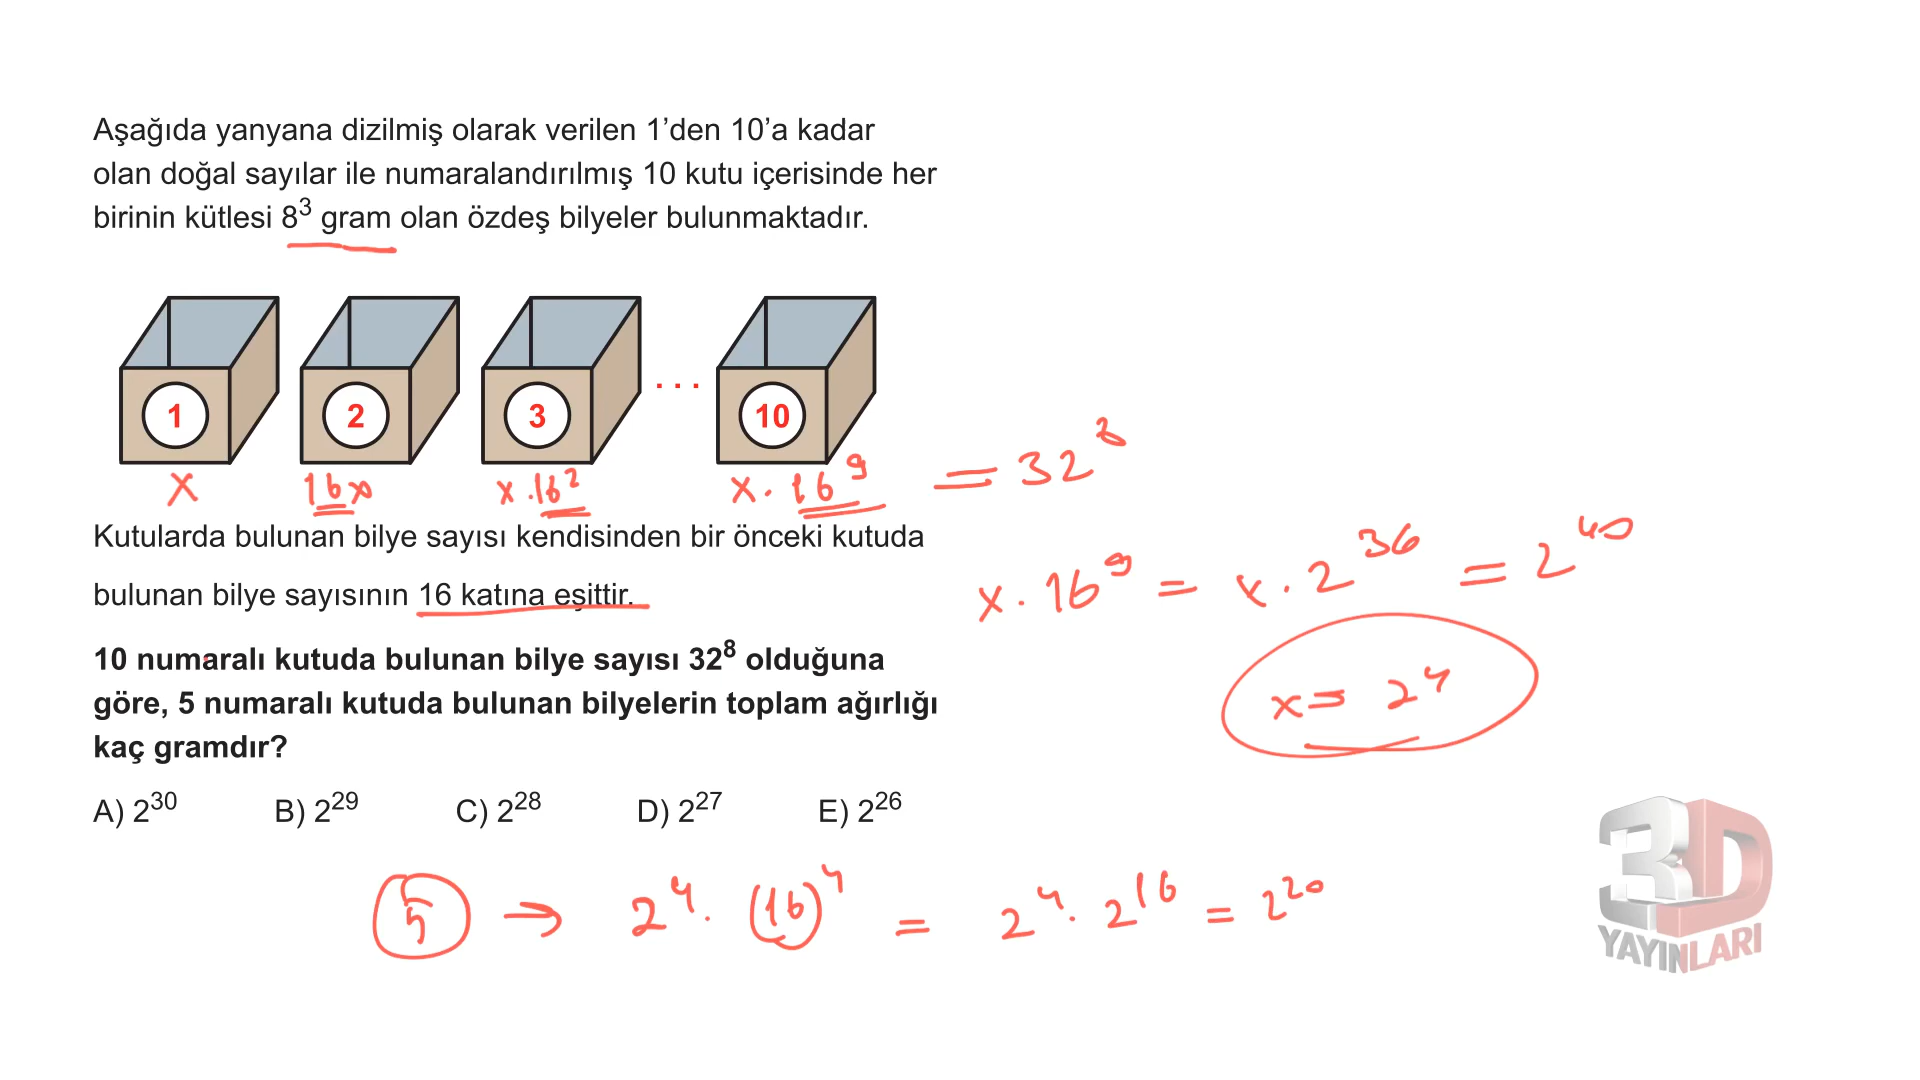 Aşağıda yanyana dizilmiş olarak verilen 1’den 10’a kadar
olan doğal sayılar ile numaralandırılmış 10 kutu içerisinde her
birinin kütlesi 8³ gram olan özdeş bilyeler bulunmaktadır.
1 2 3 ... 10
x 16x x.16² x.16⁹ = 32⁸
Kutularda bulunan bilye sayısı kendisinden bir önceki kutuda
bulunan bilye sayısının 16 katına eşittir.
x.16⁹ = x.2³⁶ = 2⁴⁰
x = 2⁴
10 numaralı kutuda bulunan bilye sayısı 32⁸ olduğuna
göre, 5 numaralı kutuda bulunan bilyelerin toplam ağırlığı
kaç gramdır?
A) 2³⁰ B) 2²⁹ C) 2²⁸ D) 2²⁷ E) 2²⁶
5 → 2⁴.(16)⁴ = 2⁴.2¹⁶ = 2²⁰
3D
YAYINLARI